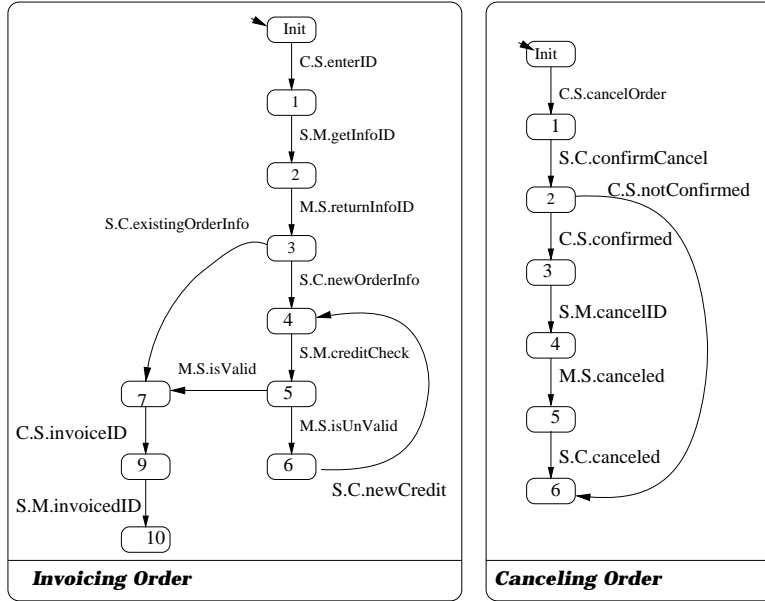 Init
C.S.enterID
1
S.M.getInfoID
2
M.S.returnInfoID
S.C.existingOrderInfo
3
S.C.newOrderInfo
4
S.M.creditCheck
M.S.isValid
5
7
M.S.isUnValid
C.S.invoiceID
6
9
S.C.newCredit
S.M.invoicedID
10
Invoicing Order
Init
C.S.cancelOrder
1
S.C.confirmCancel
C.S.notConfirmed
2
C.S.confirmed
3
S.M.cancelID
4
M.S.canceled
5
S.C.canceled
6
Canceling Order